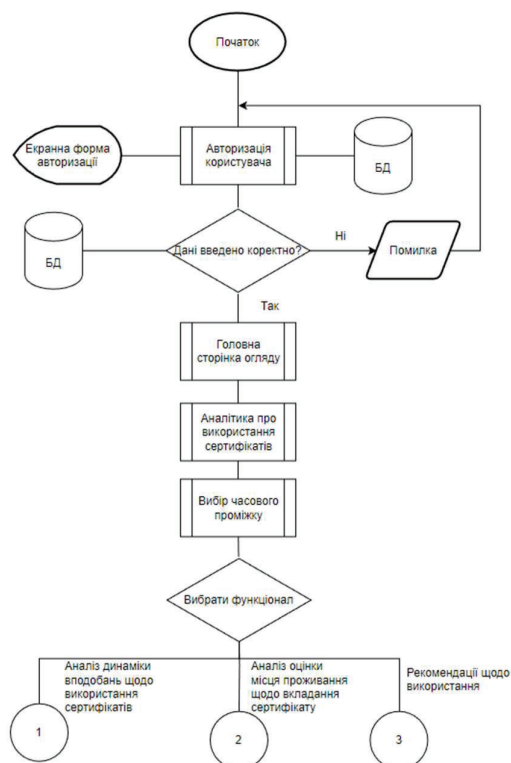 Початок
Екранна форма
авторизації
Авторизація
користувача
БД
БД
Дані введено коректно?
Ні
Помилка
Так
Головна
сторінка огляду
Аналітика про
використання
сертифікатів
Вибір часового
проміжку
Вибрати функціонал
Аналіз динаміки
вподобань щодо
використання
сертифікатів
Аналіз оцінки
місця проживання
щодо вкладання
сертифікату
Рекомендації щодо
використання
1
2
3